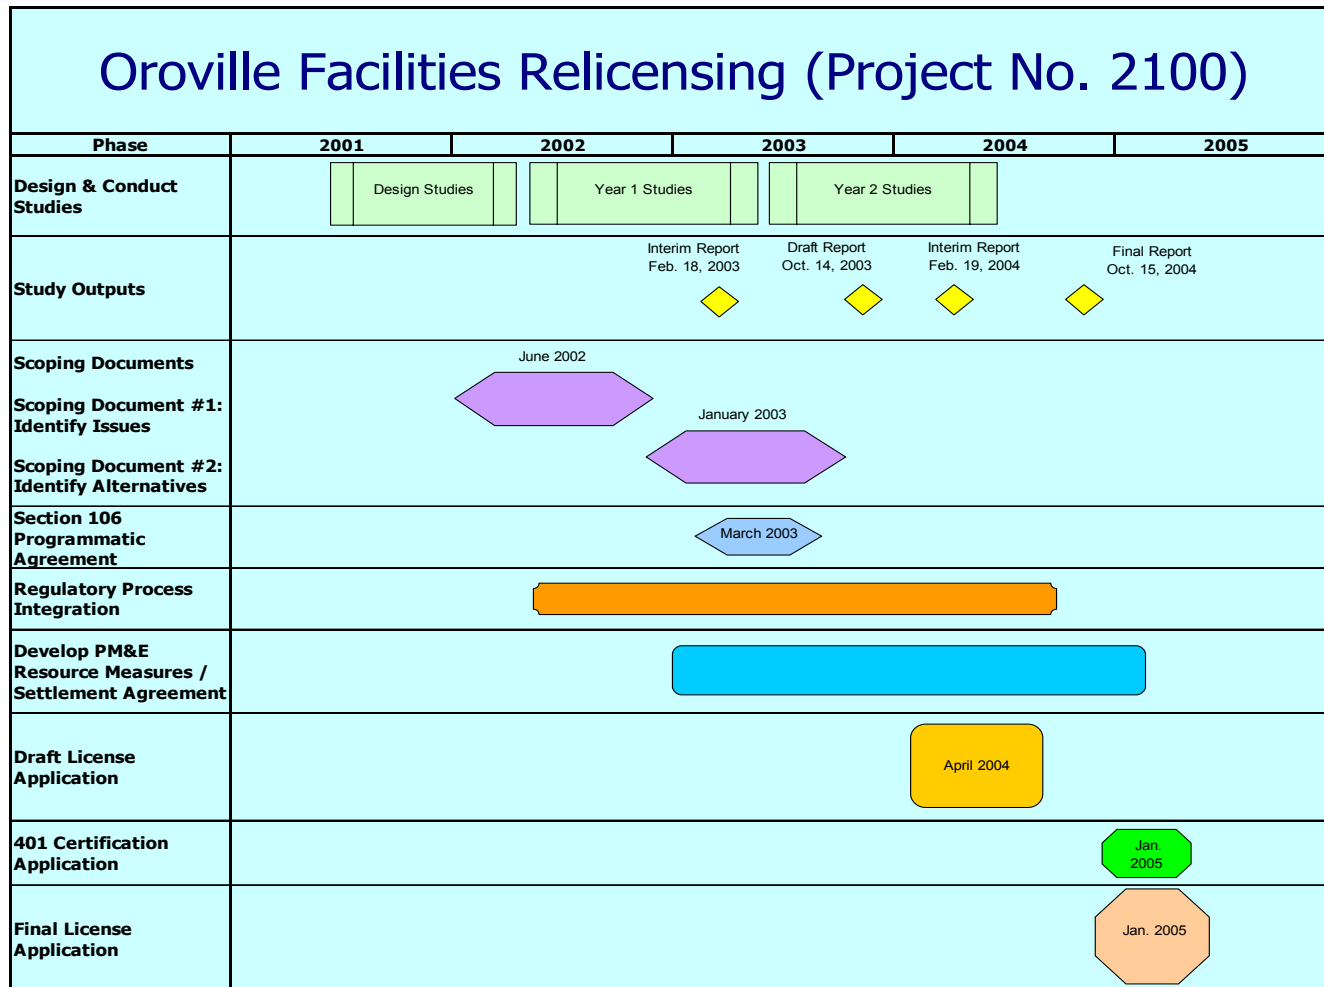 Oroville Facilities Relicensing (Project No. 2100)
Phase 2001 2002 2003 2004 2005
Design & Conduct
Studies
Design Studies Year 1 Studies Year 2 Studies
Study Outputs
Interim Report
Feb. 18, 2003
Draft Report
Oct. 14, 2003
Interim Report
Feb. 19, 2004
Final Report
Oct. 15, 2004
Scoping Documents
Scoping Document #1:
Identify Issues
Scoping Document #2:
Identify Alternatives
June 2002
January 2003
Section 106
Programmatic
Agreement
March 2003
Regulatory Process
Integration
Develop PM&E
Resource Measures /
Settlement Agreement
Draft License
Application
April 2004
401 Certification
Application
Jan.
2005
Final License
Application
Jan. 2005